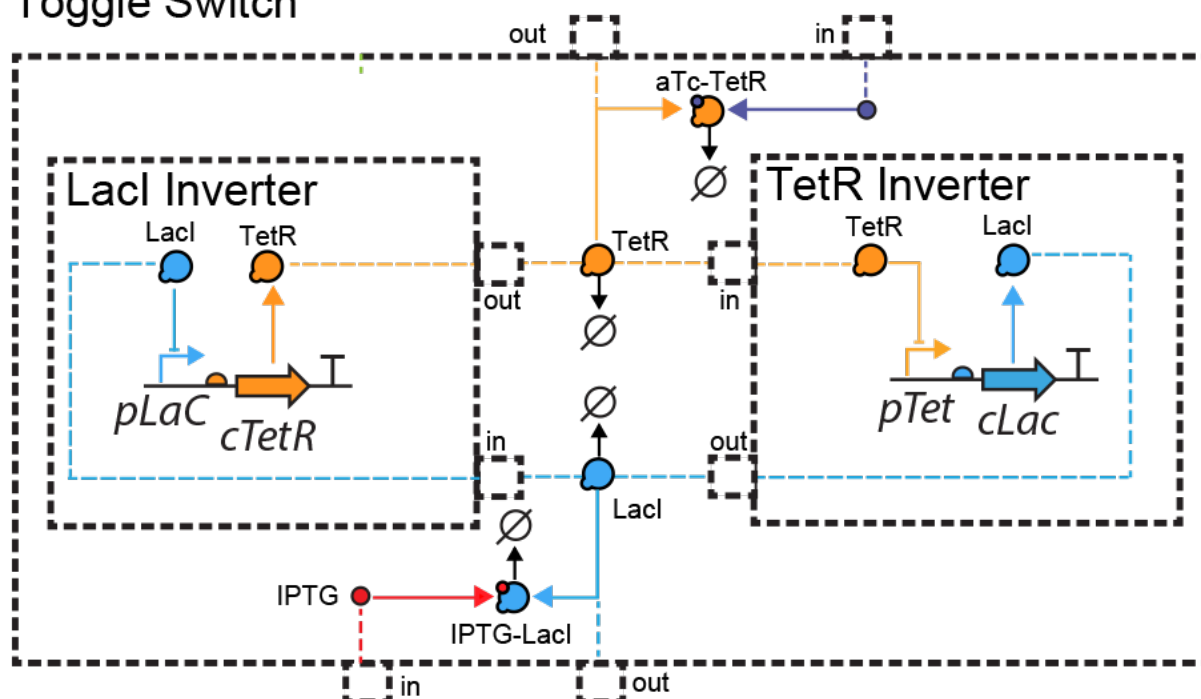 Toggle Switch
out
in
aTc-TetR
LacI Inverter
TetR Inverter
LacI
TetR
TetR
TetR
LacI
out
in
pLaC
cTetR
pTet
cLac
in
out
LacI
IPTG
IPTG-LacI
in
out